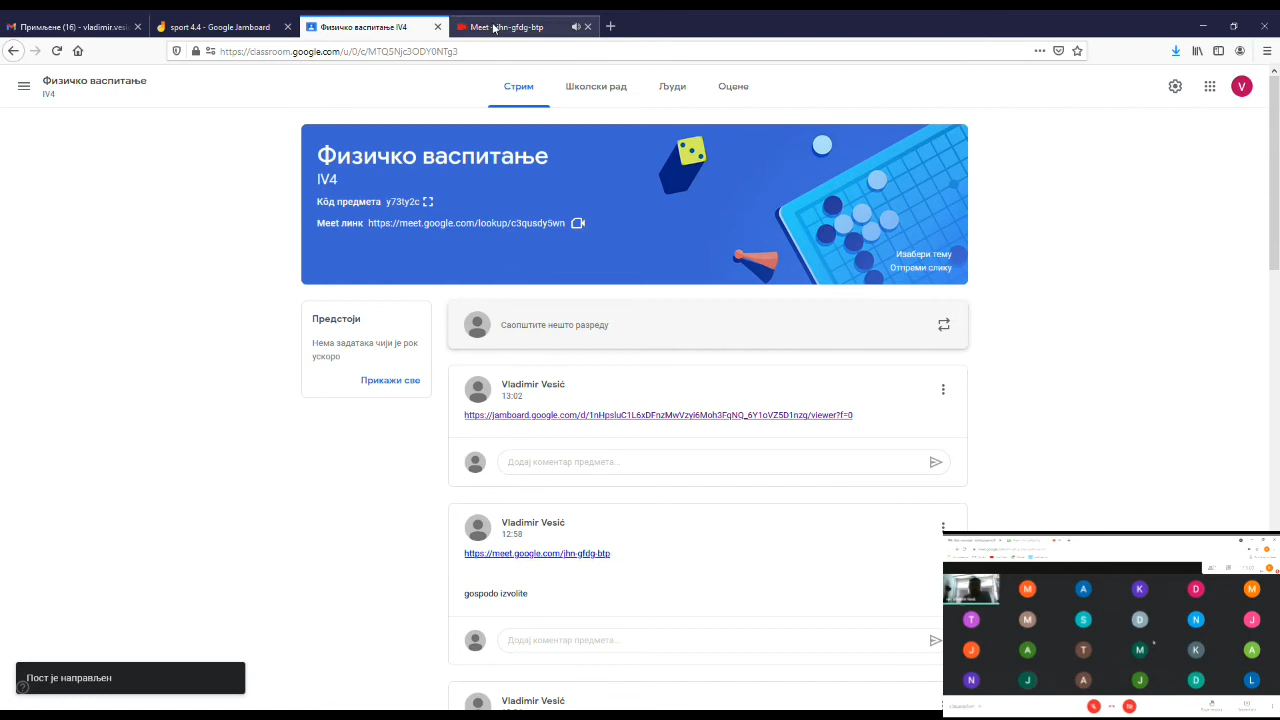 Примљене (16) - vladimir.vesic
sport 4.4 - Google Jamboard
Физичко васпитање IV4
Meet - jhn-gfdg-btp
https://classroom.google.com/u/0/c/MTQ5Njc3ODY0NTg3
Физичко васпитање
IV4
Стрим
Школски рад
Људи
Оцене
V
Физичко васпитање
IV4
Кôд предмета y73ty2c
Meet линк https://meet.google.com/lookup/c3qusdy5wn
Изабери тему
Отпреми слику
Предстоји
Нема задатака чији је рок
ускоро
Прикажи све
Саопштите нешто разреду
Vladimir Vesić
13:02
https://jamboard.google.com/d/1nHpsluC1L6xDFnzMwVzyi6Moh3FqNQ_6Y1oVZ5D1nzg/viewer?f=0
Додај коментар предмета...
Vladimir Vesić
12:58
https://meet.google.com/jhn-gfdg-btp
gospodo izvolite
Додај коментар предмета...
Vladimir Vesić
Пост је направљен
M A K D M
T M S D N J
J A T M K A
N J A J D L